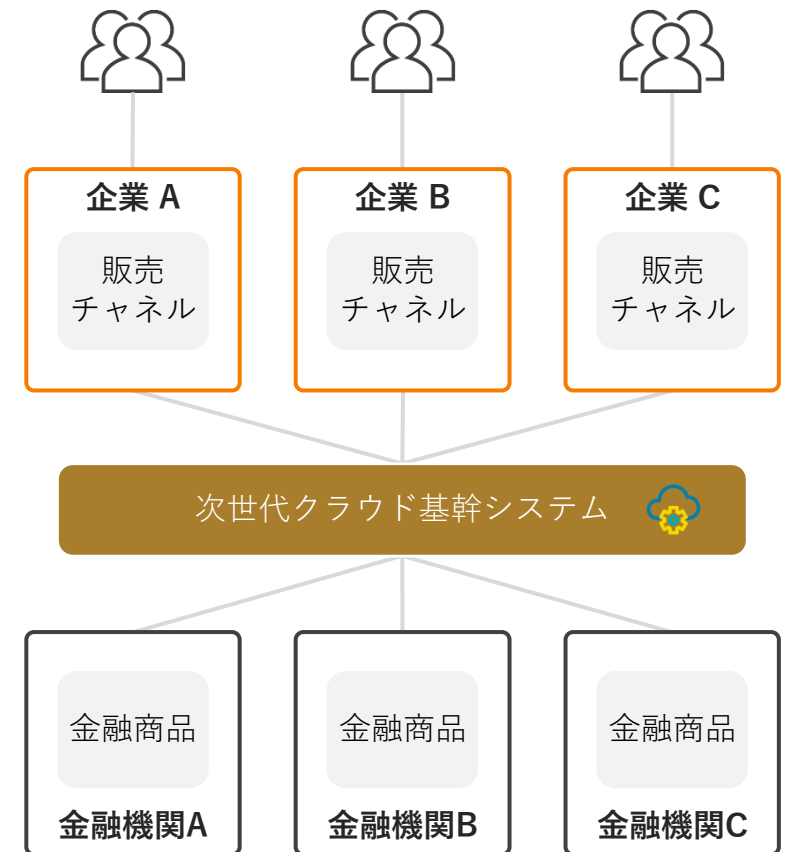 企業 A
企業 B
企業 C
販売
チャネル
販売
チャネル
販売
チャネル
次世代クラウド基幹システム
金融商品
金融商品
金融商品
金融機関A
金融機関B
金融機関C